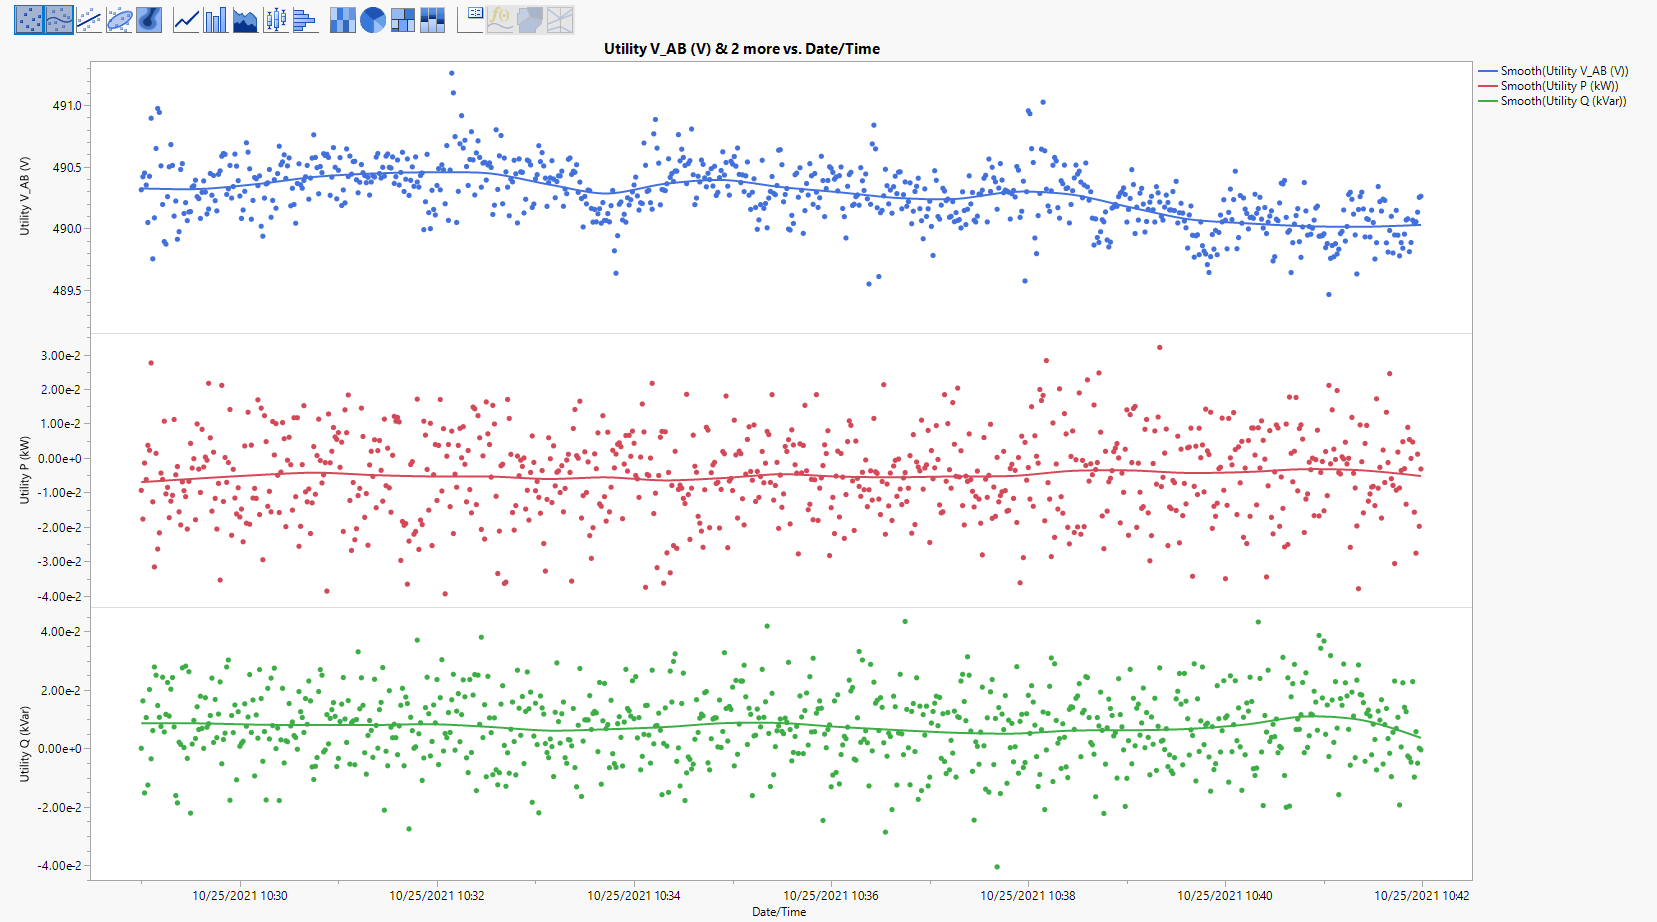 Utility V_AB (V) & 2 more vs. Date/Time
Smooth(Utility V_AB (V))
Smooth(Utility P (kW))
Smooth(Utility Q (kVar))
Utility V_AB (V)
491.0
490.5
490.0
489.5
Utility P (kW)
3.00e-2
2.00e-2
1.00e-2
0.00e+0
-1.00e-2
-2.00e-2
-3.00e-2
-4.00e-2
Utility Q (kVar)
4.00e-2
2.00e-2
0.00e+0
-2.00e-2
-4.00e-2
10/25/2021 10:30 10/25/2021 10:32 10/25/2021 10:34 10/25/2021 10:36 10/25/2021 10:38 10/25/2021 10:40 10/25/2021 10:42
Date/Time